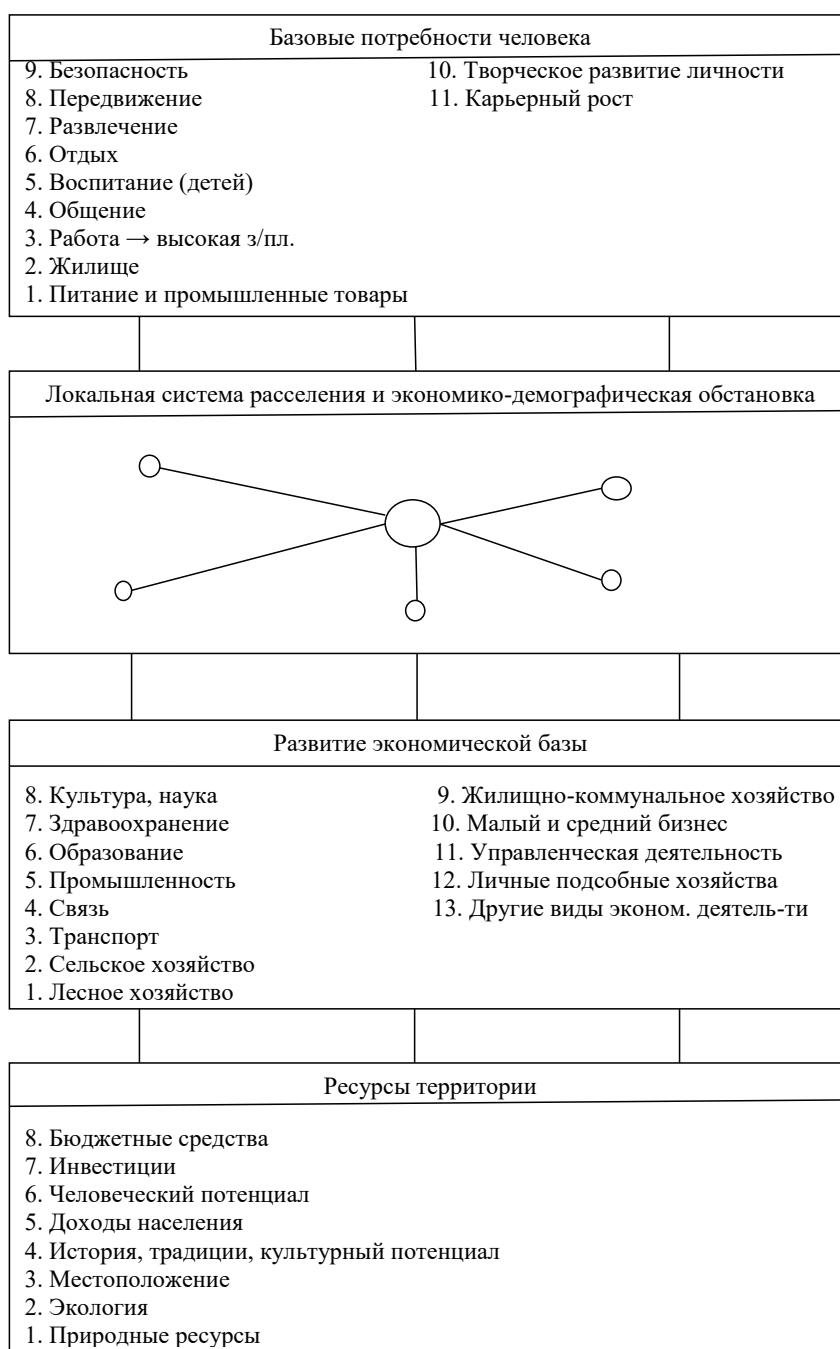 Базовые потребности человека
9. Безопасность
8. Передвижение
7. Развлечение
6. Отдых
5. Воспитание (детей)
4. Общение
3. Работа → высокая з/пл.
2. Жилище
1. Питание и промышленные товары
10. Творческое развитие личности
11. Карьерный рост
Локальная система расселения и экономико-демографическая обстановка
Развитие экономической базы
8. Культура, наука
7. Здравоохранение
6. Образование
5. Промышленность
4. Связь
3. Транспорт
2. Сельское хозяйство
1. Лесное хозяйство
9. Жилищно-коммунальное хозяйство
10. Малый и средний бизнес
11. Управленческая деятельность
12. Личные подсобные хозяйства
13. Другие виды эконом. деятель-ти
Ресурсы территории
8. Бюджетные средства
7. Инвестиции
6. Человеческий потенциал
5. Доходы населения
4. История, традиции, культурный потенциал
3. Местоположение
2. Экология
1. Природные ресурсы